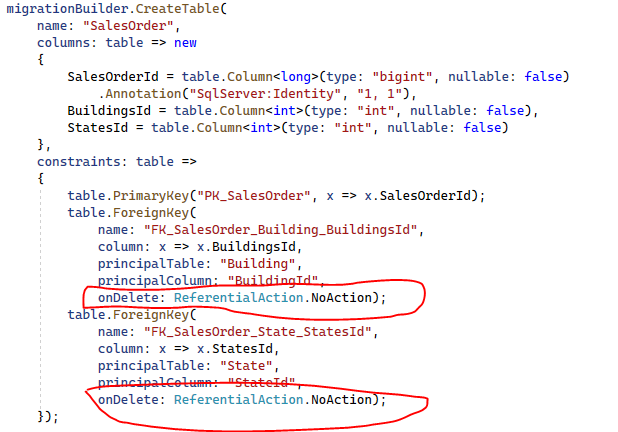 migrationBuilder.CreateTable(
    name: "SalesOrder",
    columns: table => new
    {
        SalesOrderId = table.Column<long>(type: "bigint", nullable: false)
            .Annotation("SqlServer:Identity", "1, 1"),
        BuildingsId = table.Column<int>(type: "int", nullable: false),
        StatesId = table.Column<int>(type: "int", nullable: false)
    },
    constraints: table =>
    {
        table.PrimaryKey("PK_SalesOrder", x => x.SalesOrderId);
        table.ForeignKey(
            name: "FK_SalesOrder_Building_BuildingsId",
            column: x => x.BuildingsId,
            principalTable: "Building",
            principalColumn: "BuildingId",
            onDelete: ReferentialAction.NoAction);
        table.ForeignKey(
            name: "FK_SalesOrder_State_StatesId",
            column: x => x.StatesId,
            principalTable: "State",
            principalColumn: "StateId",
            onDelete: ReferentialAction.NoAction);
    });